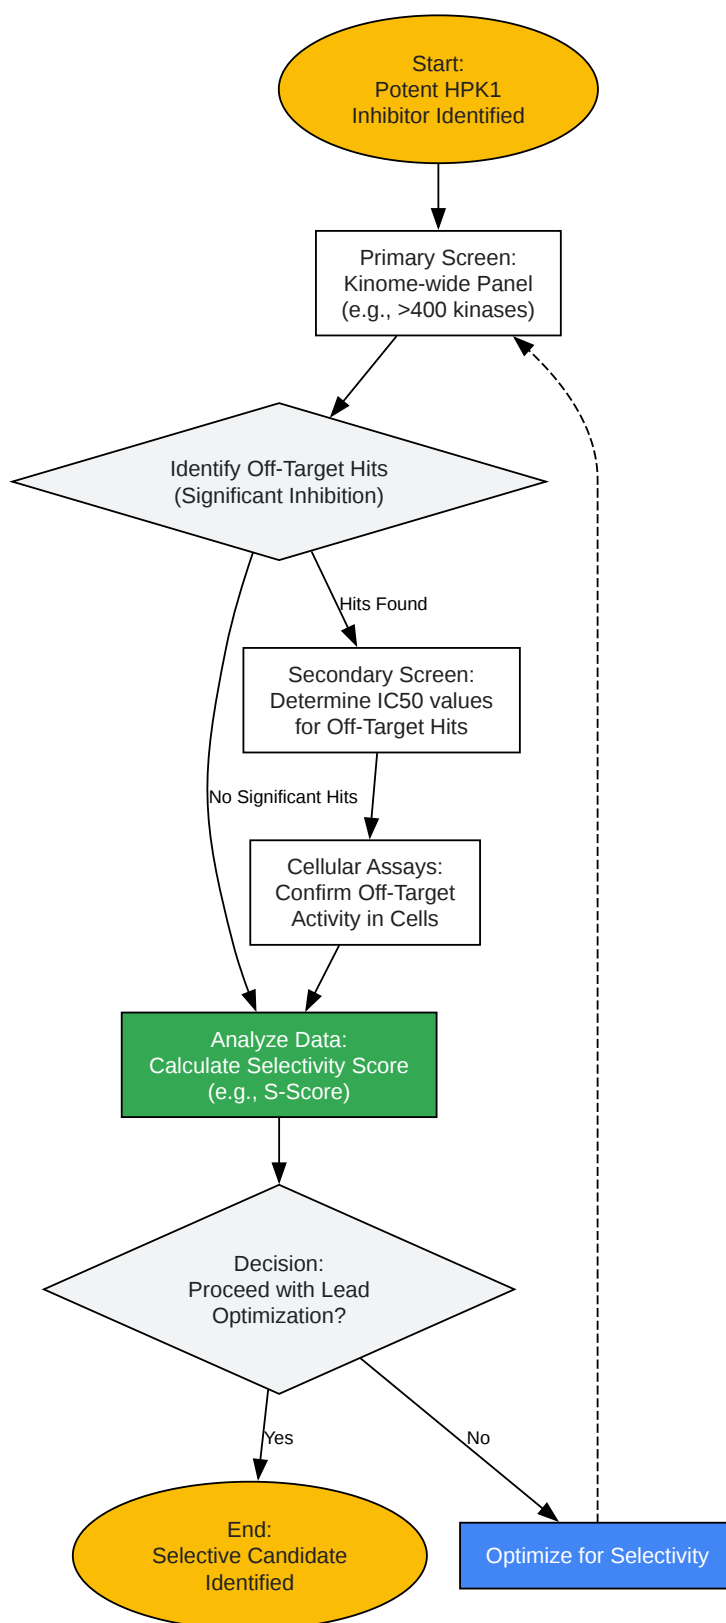 Start:
Potent HPK1
Inhibitor Identified
Primary Screen:
Kinome-wide Panel
(e.g., >400 kinases)
Identify Off-Target Hits
(Significant Inhibition)
Hits Found
Secondary Screen:
Determine IC50 values
for Off-Target Hits
No Significant Hits
Cellular Assays:
Confirm Off-Target
Activity in Cells
Analyze Data:
Calculate Selectivity Score
(e.g., S-Score)
Decision:
Proceed with Lead
Optimization?
Yes
No
End:
Selective Candidate
Identified
Optimize for Selectivity